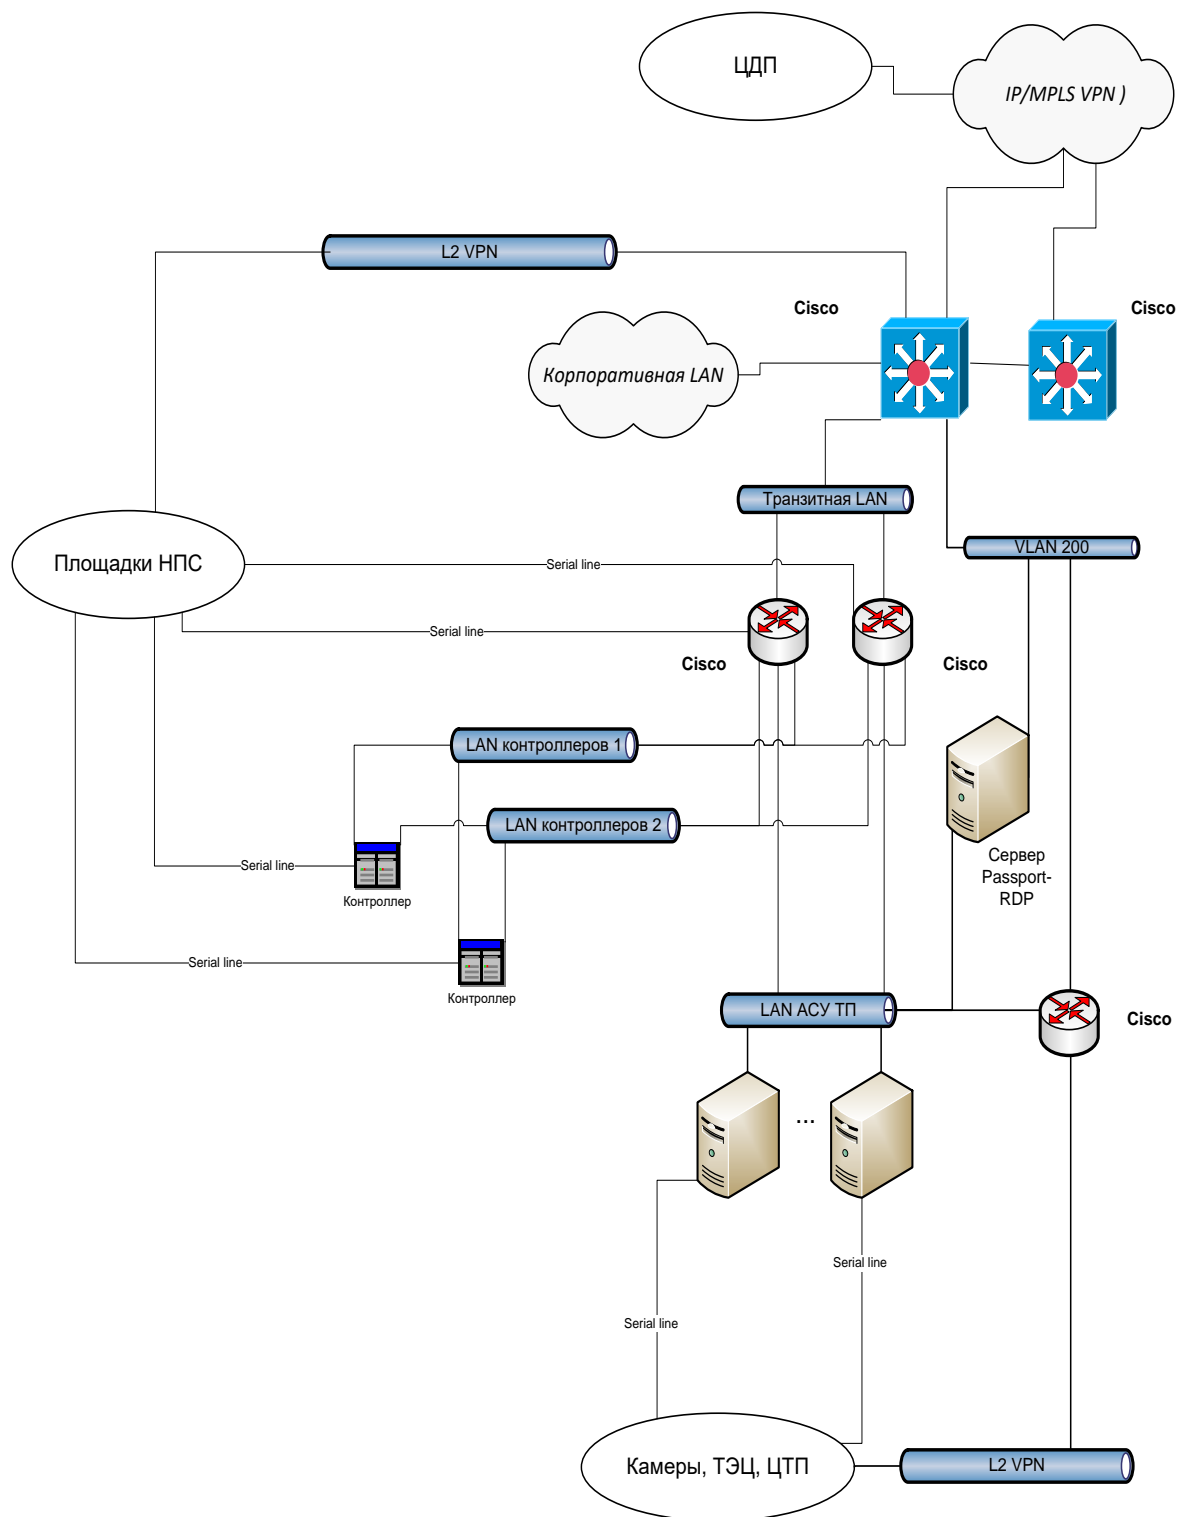 ЦДП
IP/MPLS VPN )
L2 VPN
Cisco
Cisco
Корпоративная LAN
Транзитная LAN
VLAN 200
Площадки НПС
Serial line
Serial line
Cisco
Cisco
LAN контроллеров 1
LAN контроллеров 2
Сервер
Passport-
RDP
Serial line
Контроллер
Serial line
Контроллер
LAN АСУ ТП
Cisco
...
Serial line
Serial line
Камеры, ТЭЦ, ЦТП
L2 VPN